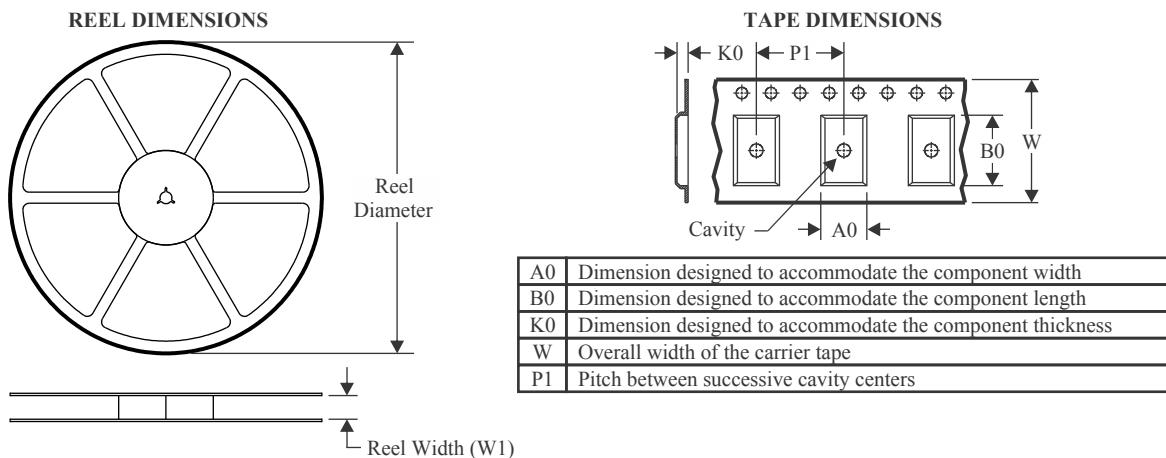 REEL DIMENSIONS
Reel
Diameter
Reel Width (W1)
TAPE DIMENSIONS
K0
P1
B0
W
Cavity
A0
A0 Dimension designed to accommodate the component width
B0 Dimension designed to accommodate the component length
K0 Dimension designed to accommodate the component thickness
W Overall width of the carrier tape
P1 Pitch between successive cavity centers